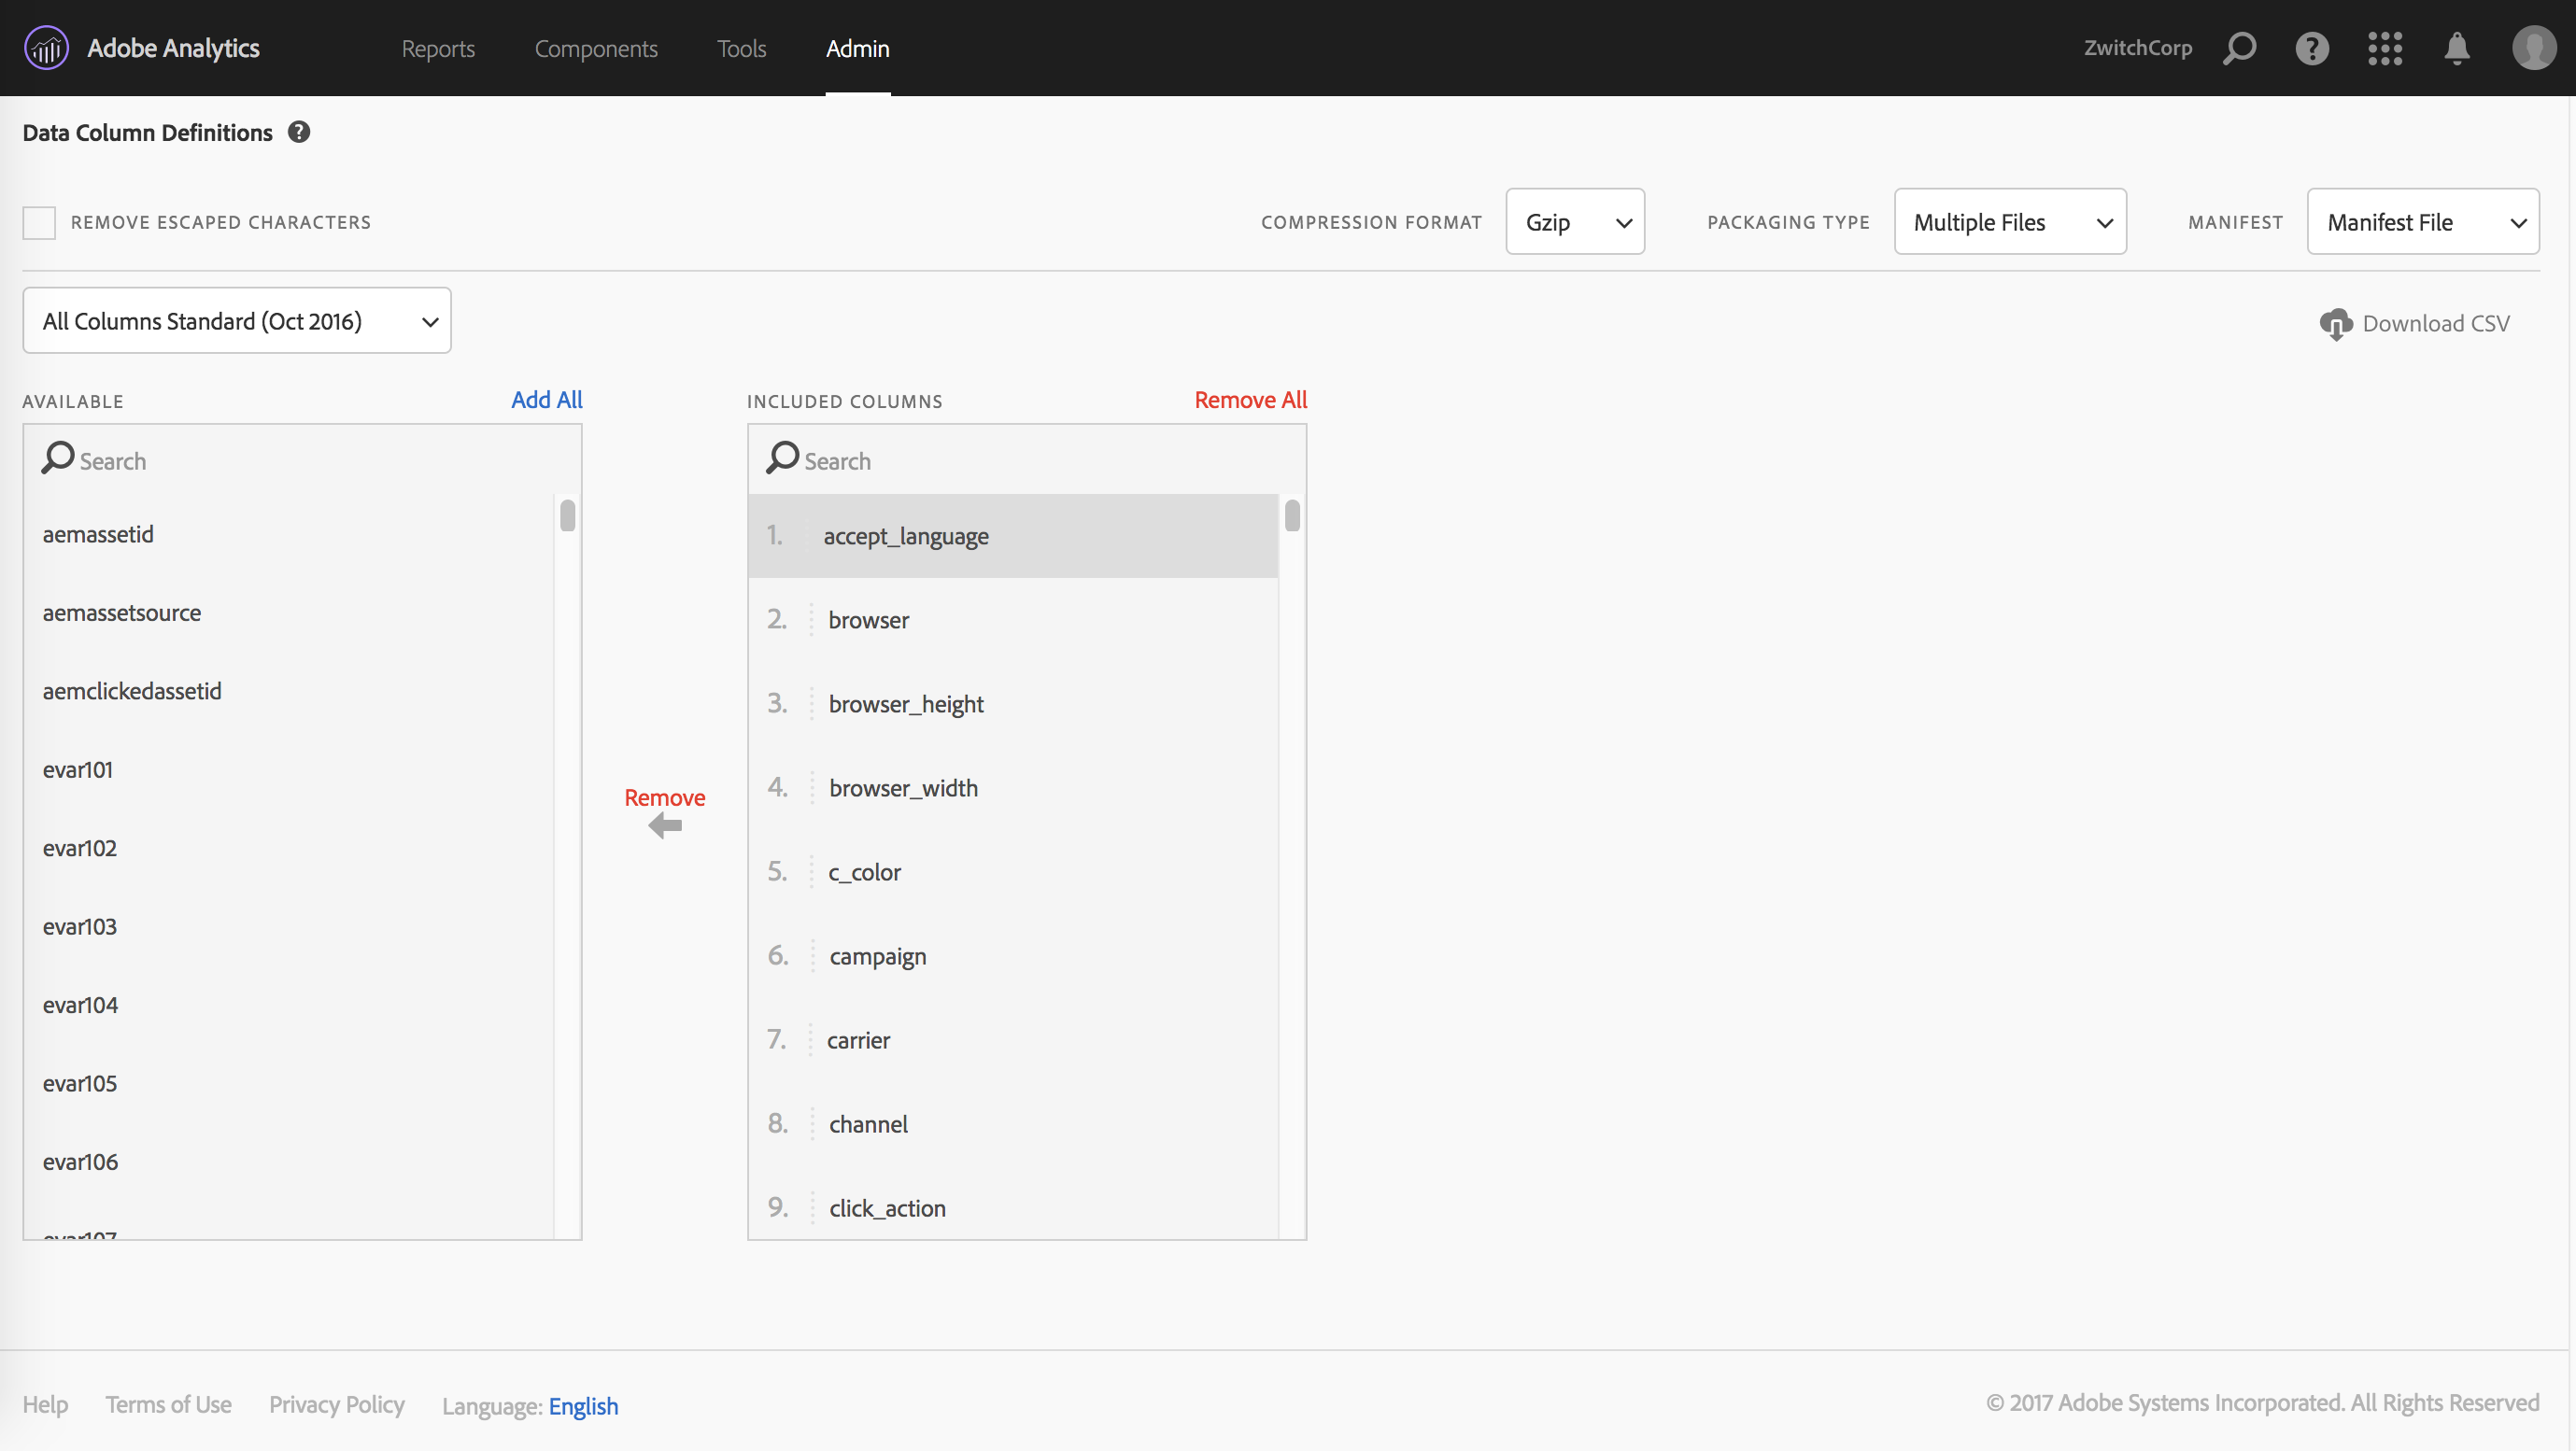 Adobe Analytics Reports Components Tools Admin ZwitchCorp
Data Column Definitions
REMOVE ESCAPED CHARACTERS COMPRESSION FORMAT Gzip PACKAGING TYPE Multiple Files MANIFEST Manifest File
All Columns Standard (Oct 2016) Download CSV
AVAILABLE Add All
Search
aemassetid
aemassetsource
aemclickedassetid
evar101
evar102
evar103
evar104
evar105
evar106
evar107
Remove
INCLUDED COLUMNS Remove All
Search
1. accept_language
2. browser
3. browser_height
4. browser_width
5. c_color
6. campaign
7. carrier
8. channel
9. click_action
Help Terms of Use Privacy Policy Language: English © 2017 Adobe Systems Incorporated. All Rights Reserved